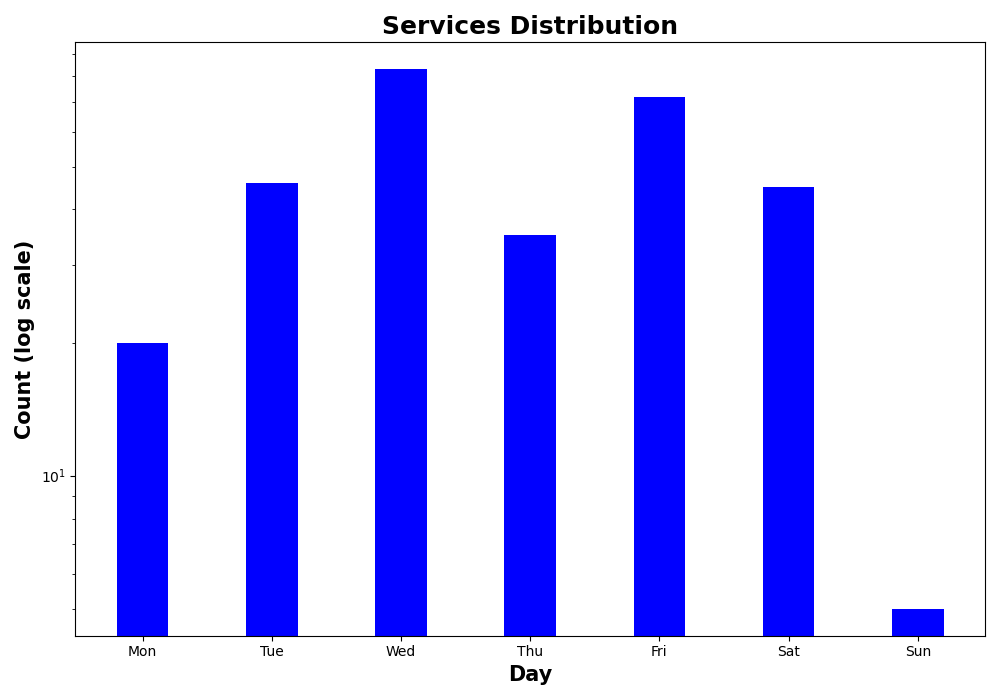 Services Distribution
Count (log scale)
10¹
Mon Tue Wed Thu Fri Sat Sun
Day